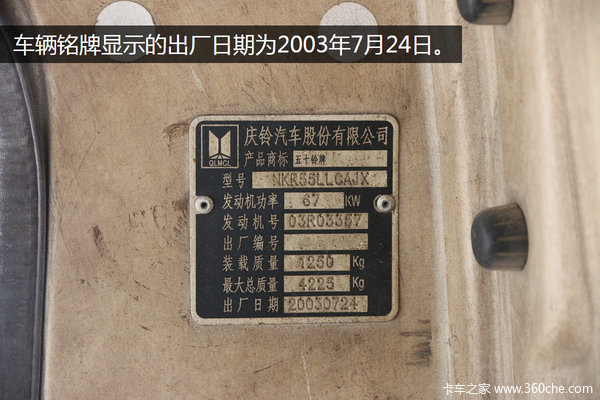 车辆铭牌显示的出厂日期为2003年7月24日。
QLMCL
庆铃汽车股份有限公司
产品商标 五十铃牌
型号 NKR55LLCAJX
发动机功率 67 KW
发动机号 03R03367
出厂编号
装载质量 1250 Kg
最大总质量 4225 Kg
出厂日期 20030724
卡车之家 www.360che.com